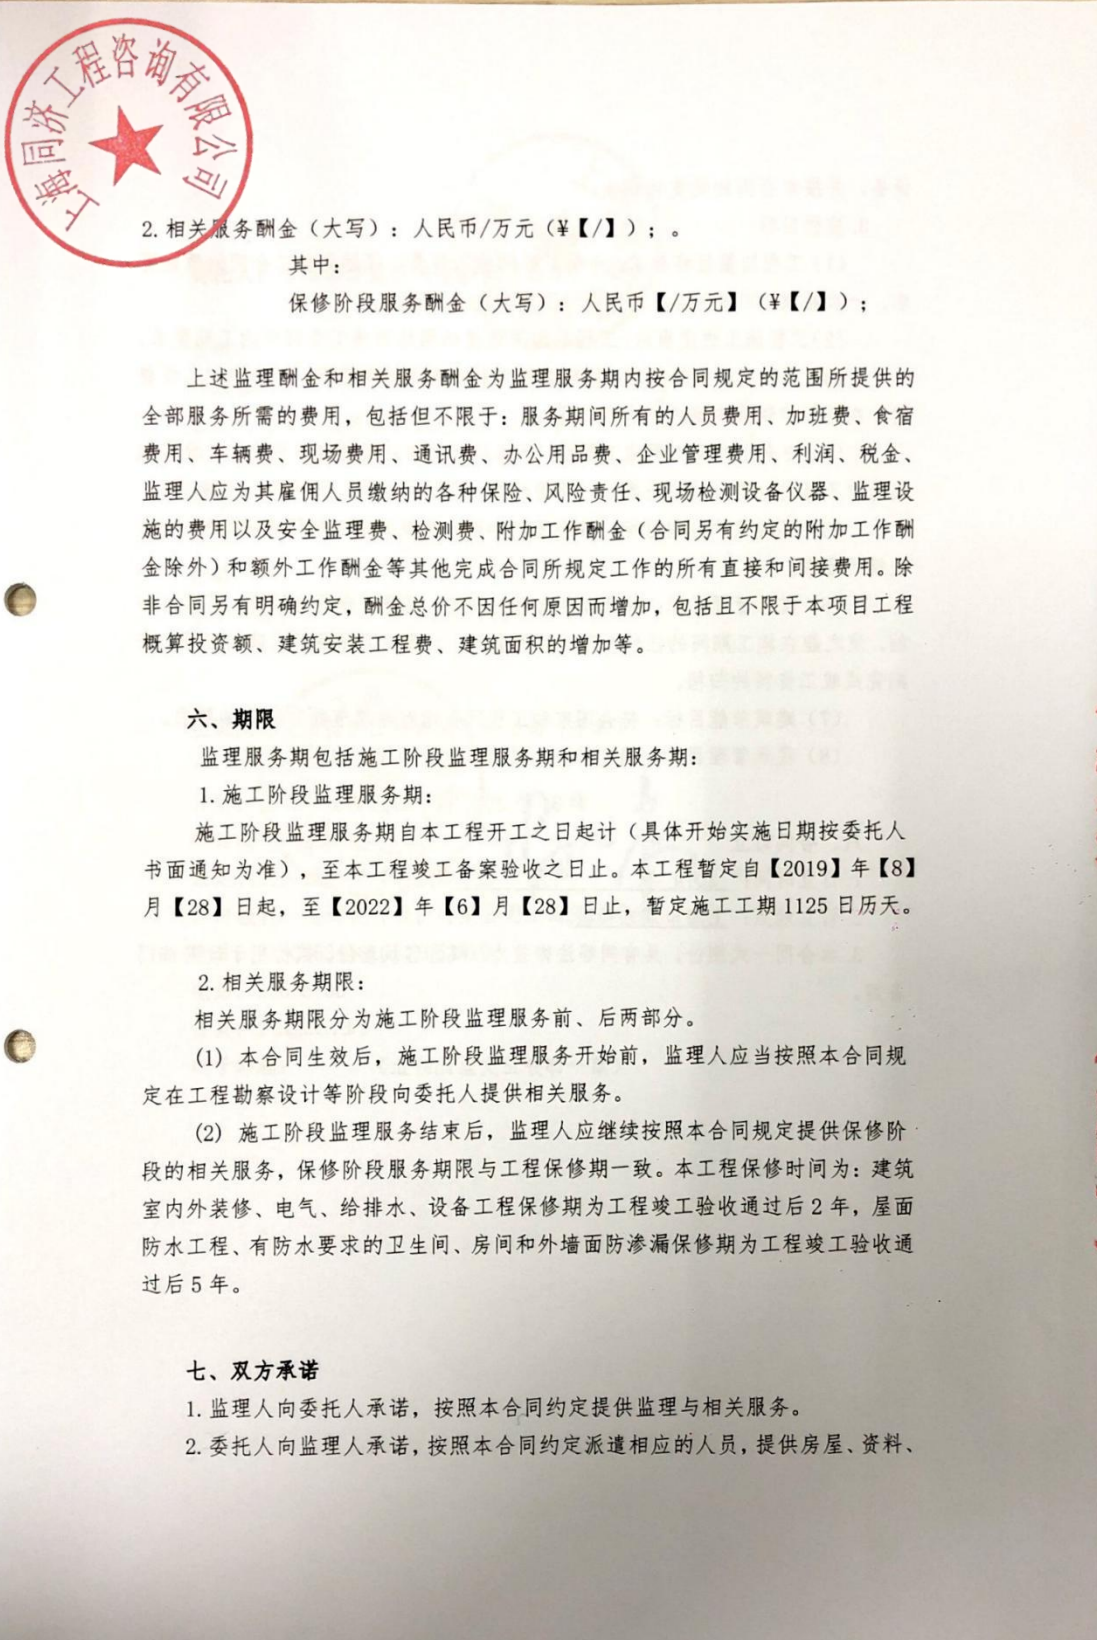 上海同济工程咨询有限公司
2.相关服务酬金（大写）：人民币/万元（¥【/】）；。
其中：
保修阶段服务酬金（大写）：人民币【/万元】（¥【/】）；
上述监理酬金和相关服务酬金为监理服务期内按合同规定的范围所提供的
全部服务所需的费用，包括但不限于：服务期间所有的人员费用、加班费、食宿
费用、车辆费、现场费用、通讯费、办公用品费、企业管理费用、利润、税金、
监理人应为其雇佣人员缴纳的各种保险、风险责任、现场检测设备仪器、监理设
施的费用以及安全监理费、检测费、附加工作酬金（合同另有约定的附加工作酬
金除外）和额外工作酬金等其他完成合同所规定工作的所有直接和间接费用。除
非合同另有明确约定，酬金总价不因任何原因而增加，包括且不限于本项目工程
概算投资额、建筑安装工程费、建筑面积的增加等。
六、期限
监理服务期包括施工阶段监理服务期和相关服务期：
1.施工阶段监理服务期：
施工阶段监理服务期自本工程开工之日起计（具体开始实施日期按委托人
书面通知为准），至本工程竣工备案验收之日止。本工程暂定自【2019】年【8】
月【28】日起，至【2022】年【6】月【28】日止，暂定施工工期1125日历天。
2.相关服务期限：
相关服务期限分为施工阶段监理服务前、后两部分。
(1) 本合同生效后，施工阶段监理服务开始前，监理人应当按照本合同规
定在工程勘察设计等阶段向委托人提供相关服务。
(2) 施工阶段监理服务结束后，监理人应继续按照本合同规定提供保修阶
段的相关服务，保修阶段服务期限与工程保修期一致。本工程保修时间为：建筑
室内外装修、电气、给排水、设备工程保修期为工程竣工验收通过后2年，屋面
防水工程、有防水要求的卫生间、房间和外墙面防渗漏保修期为工程竣工验收通
过后5年。
七、双方承诺
1.监理人向委托人承诺，按照本合同约定提供监理与相关服务。
2.委托人向监理人承诺，按照本合同约定派遣相应的人员，提供房屋、资料、